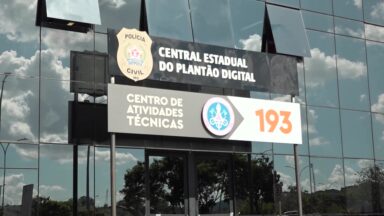 POLÍCIA
CIVIL
CENTRAL ESTADUAL
DO PLANTÃO DIGITAL
CENTRO DE
ATIVIDADES
TÉCNICAS
193